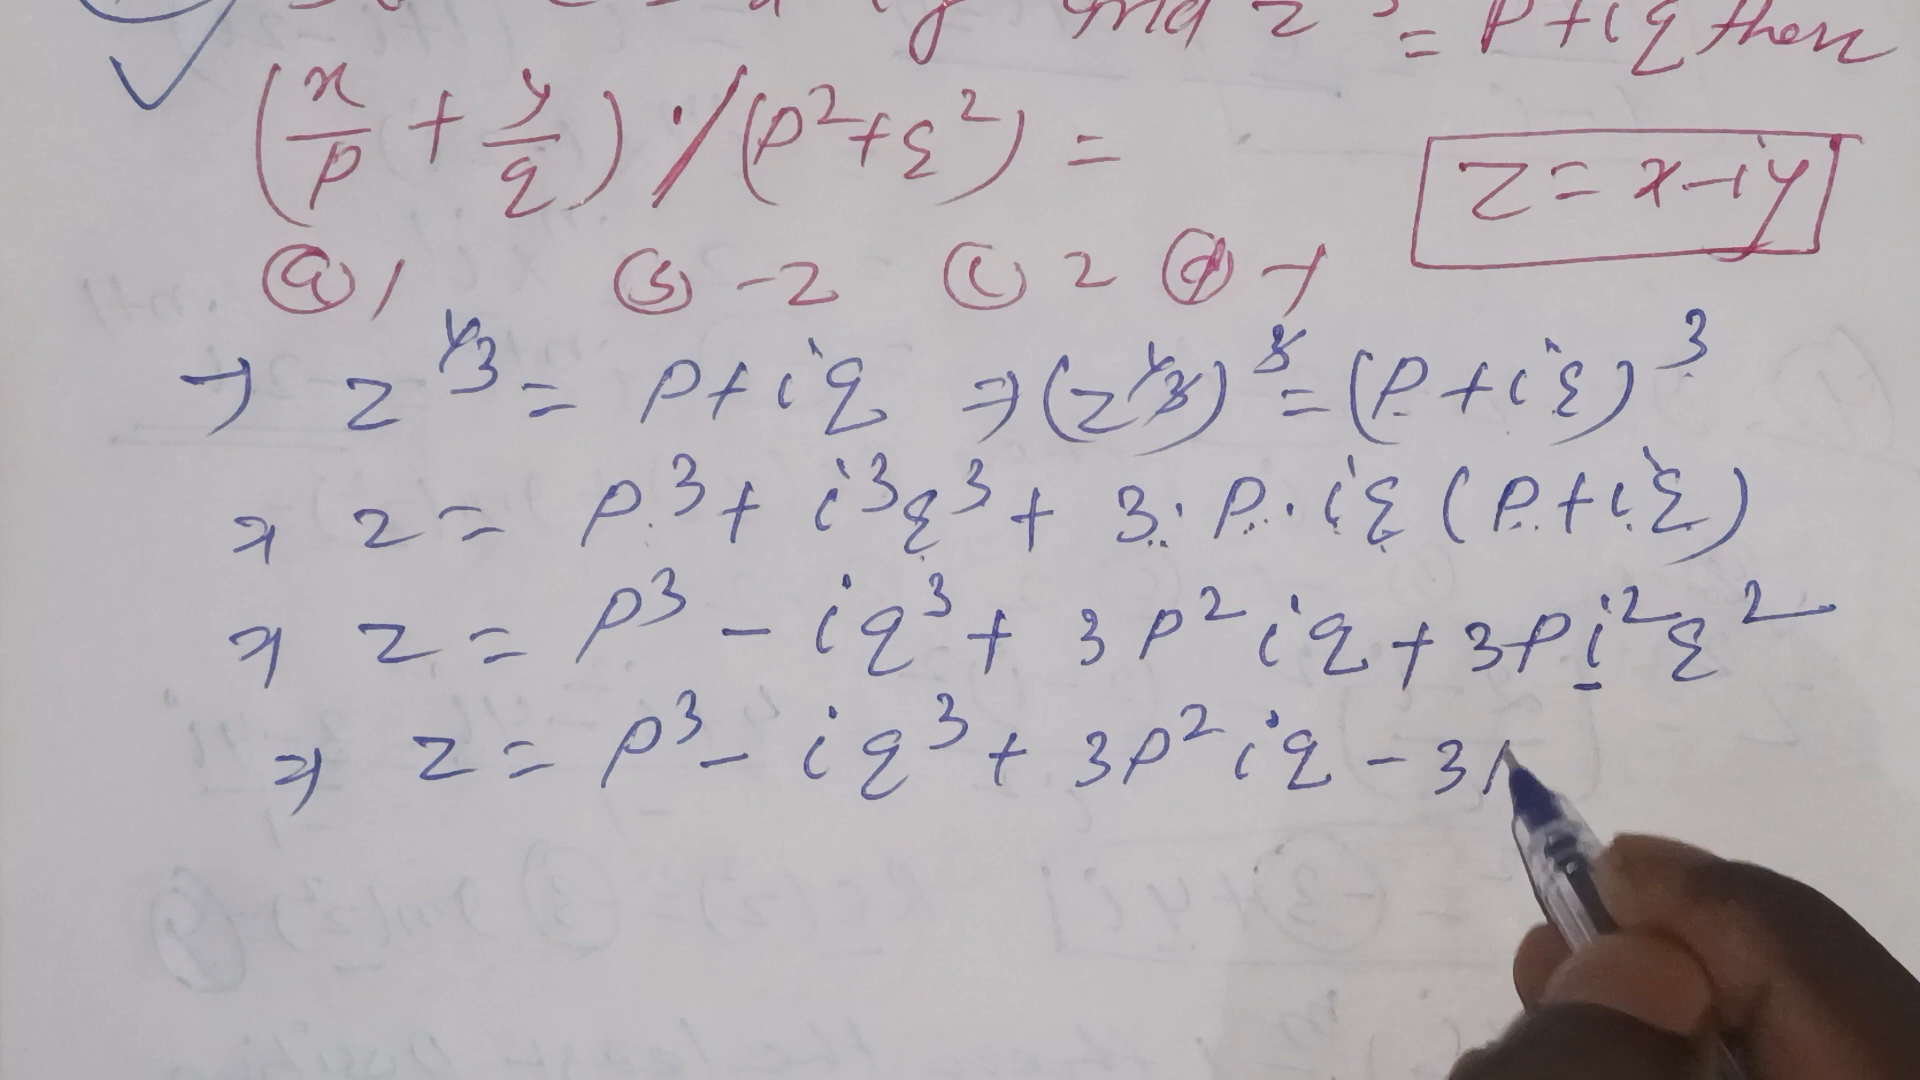 and z = p+iq then
(x/p + y/q) / (p²+q²) =
z = x-iy
(a) 1 (b) -2 (c) 2 (d) -1
→ z^1/3 = p+iq ⇒ (z^1/3)^3 = (p+iq)^3
⇒ z = p³ + i³q³ + 3·p·iq (p+iq)
⇒ z = p³ - iq³ + 3p²iq + 3pi²q²
⇒ z = p³ - iq³ + 3p²iq - 3